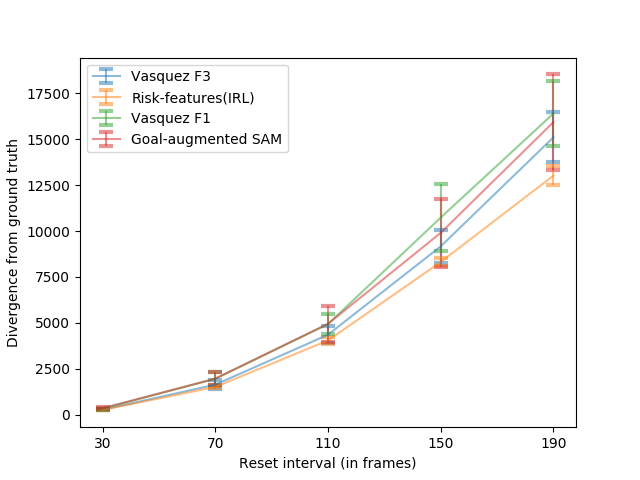 Vasquez F3
Risk-features(IRL)
Vasquez F1
Goal-augmented SAM
17500
15000
12500
10000
7500
5000
2500
0
Divergence from ground truth
30 70 110 150 190
Reset interval (in frames)